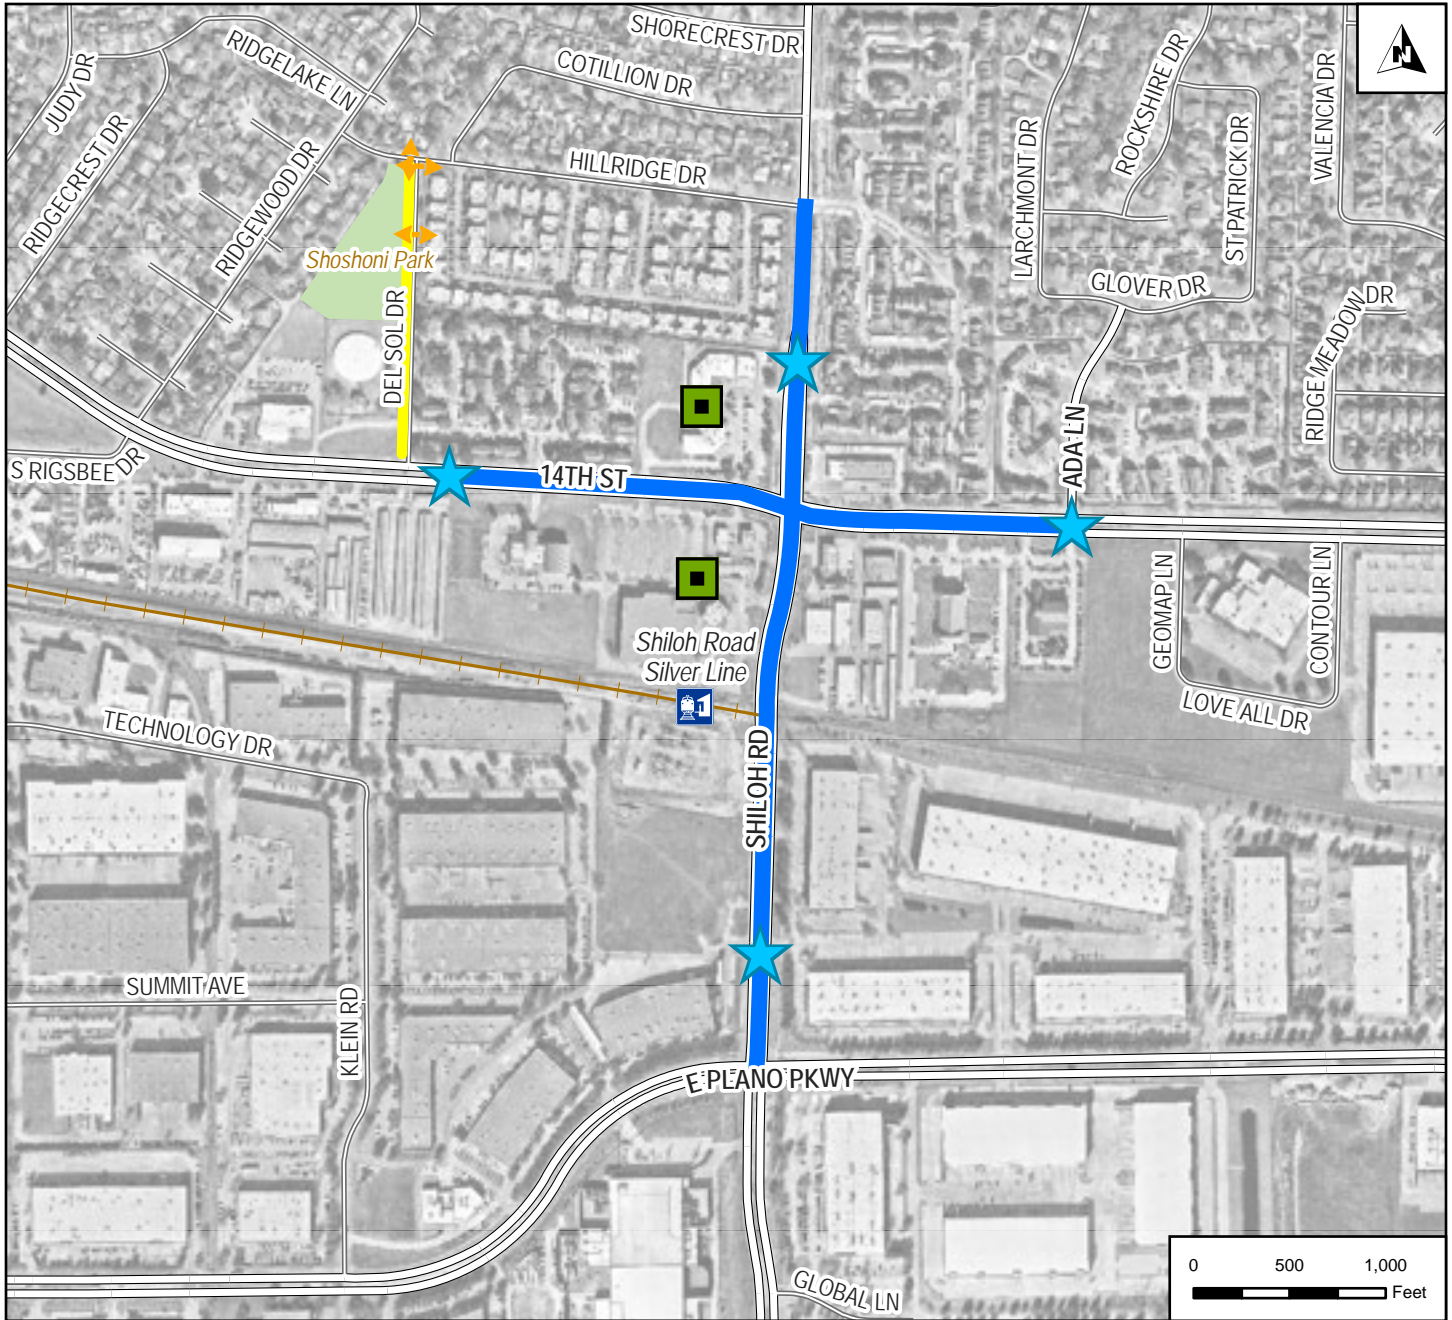 SHORECREST DR
N
RIDGELAKE LN
COTILLION DR
JUDY DR
ROCKSHIRE DR
VALENCIA DR
RIDGECREST DR
RIDGEWOOD DR
HILLRIDGE DR
LARCHMONT DR
ST PATRICK DR
Shoshoni Park
GLOVER DR
RIDGE MEADOW DR
DEL SOL DR
ADA LN
S RIGSBEE DR
14TH ST
GEOMAP LN
CONTOUR LN
Shiloh Road
Silver Line
LOVE ALL DR
TECHNOLOGY DR
SHILOH RD
SUMMIT AVE
KLEIN RD
E PLANO PKWY
GLOBAL LN
0 500 1,000
Feet